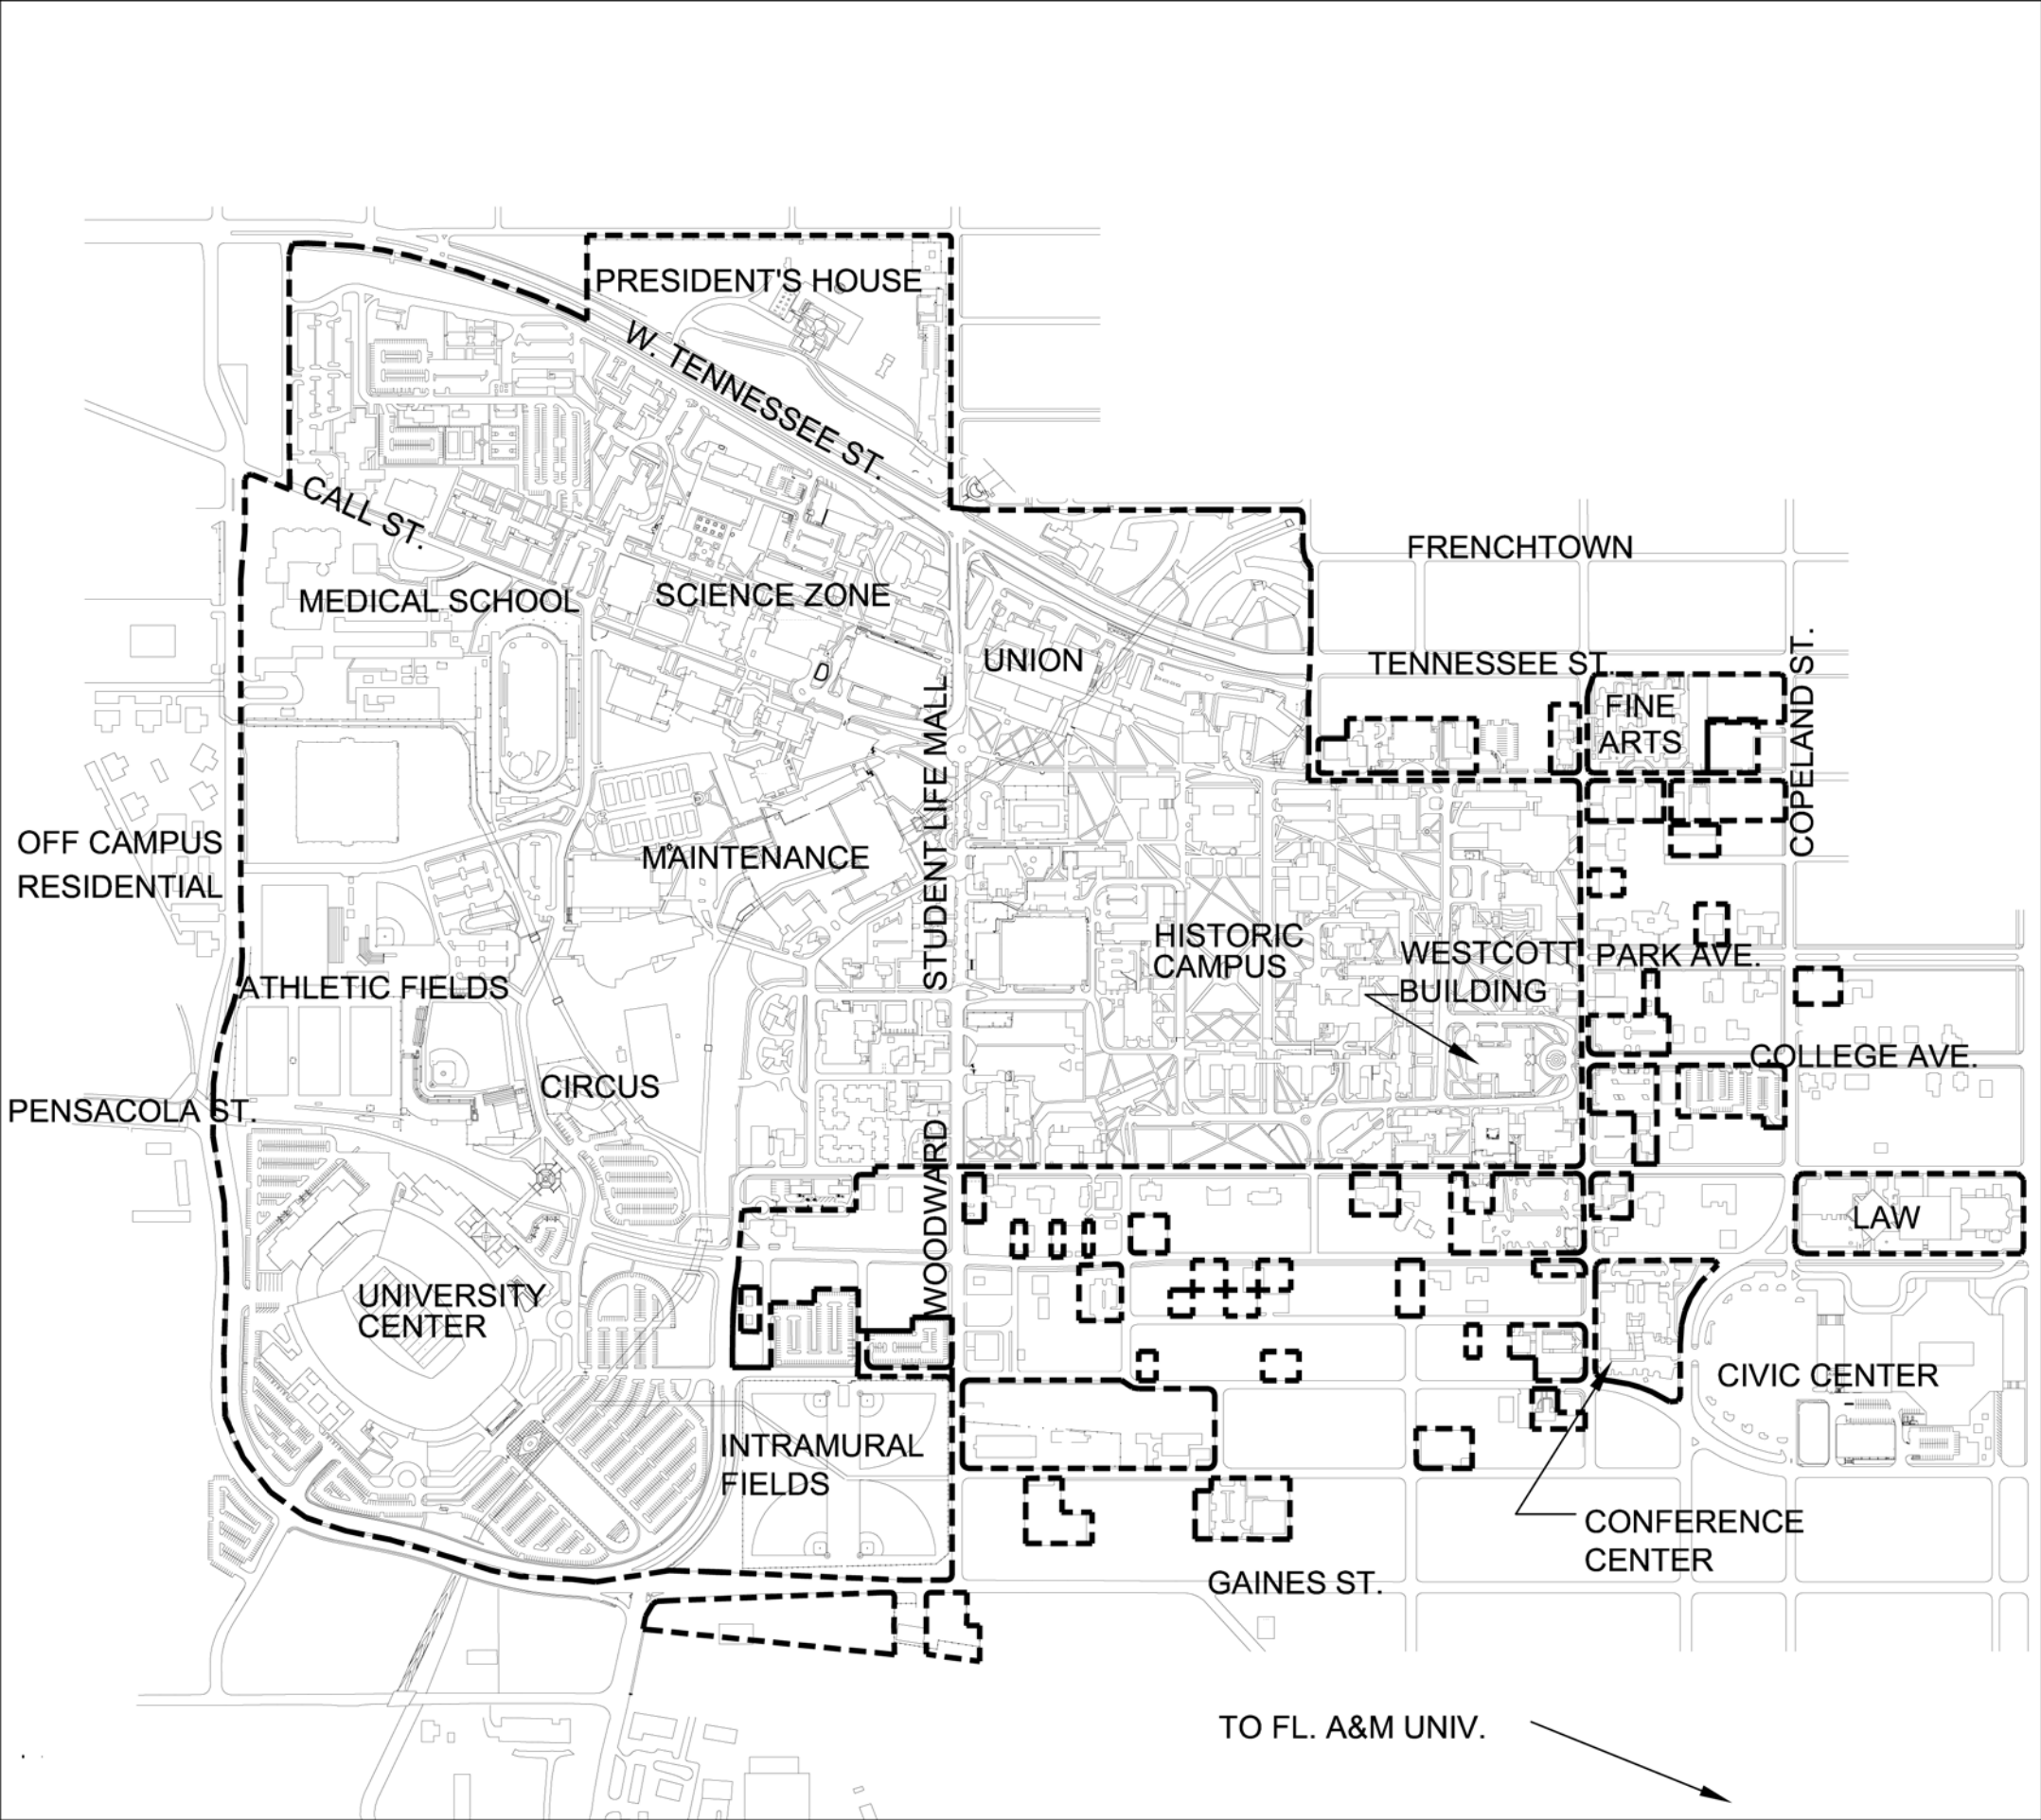 PRESIDENT'S HOUSE
W. TENNESSEE ST.
CALL ST.
FRENCHTOWN
MEDICAL SCHOOL
SCIENCE ZONE
UNION
TENNESSEE ST.
COPELAND ST.
FINE
ARTS
D
STUDENT LIFE MALL
OFF CAMPUS
RESIDENTIAL
MAINTENANCE
HISTORIC
CAMPUS
WESTCOTT
BUILDING
PARK AVE.
ATHLETIC FIELDS
COLLEGE AVE.
CIRCUS
PENSACOLA ST.
WOODWARD
LAW
UNIVERSITY
CENTER
CIVIC CENTER
INTRAMURAL
FIELDS
CONFERENCE
CENTER
GAINES ST.
TO FL. A&M UNIV.